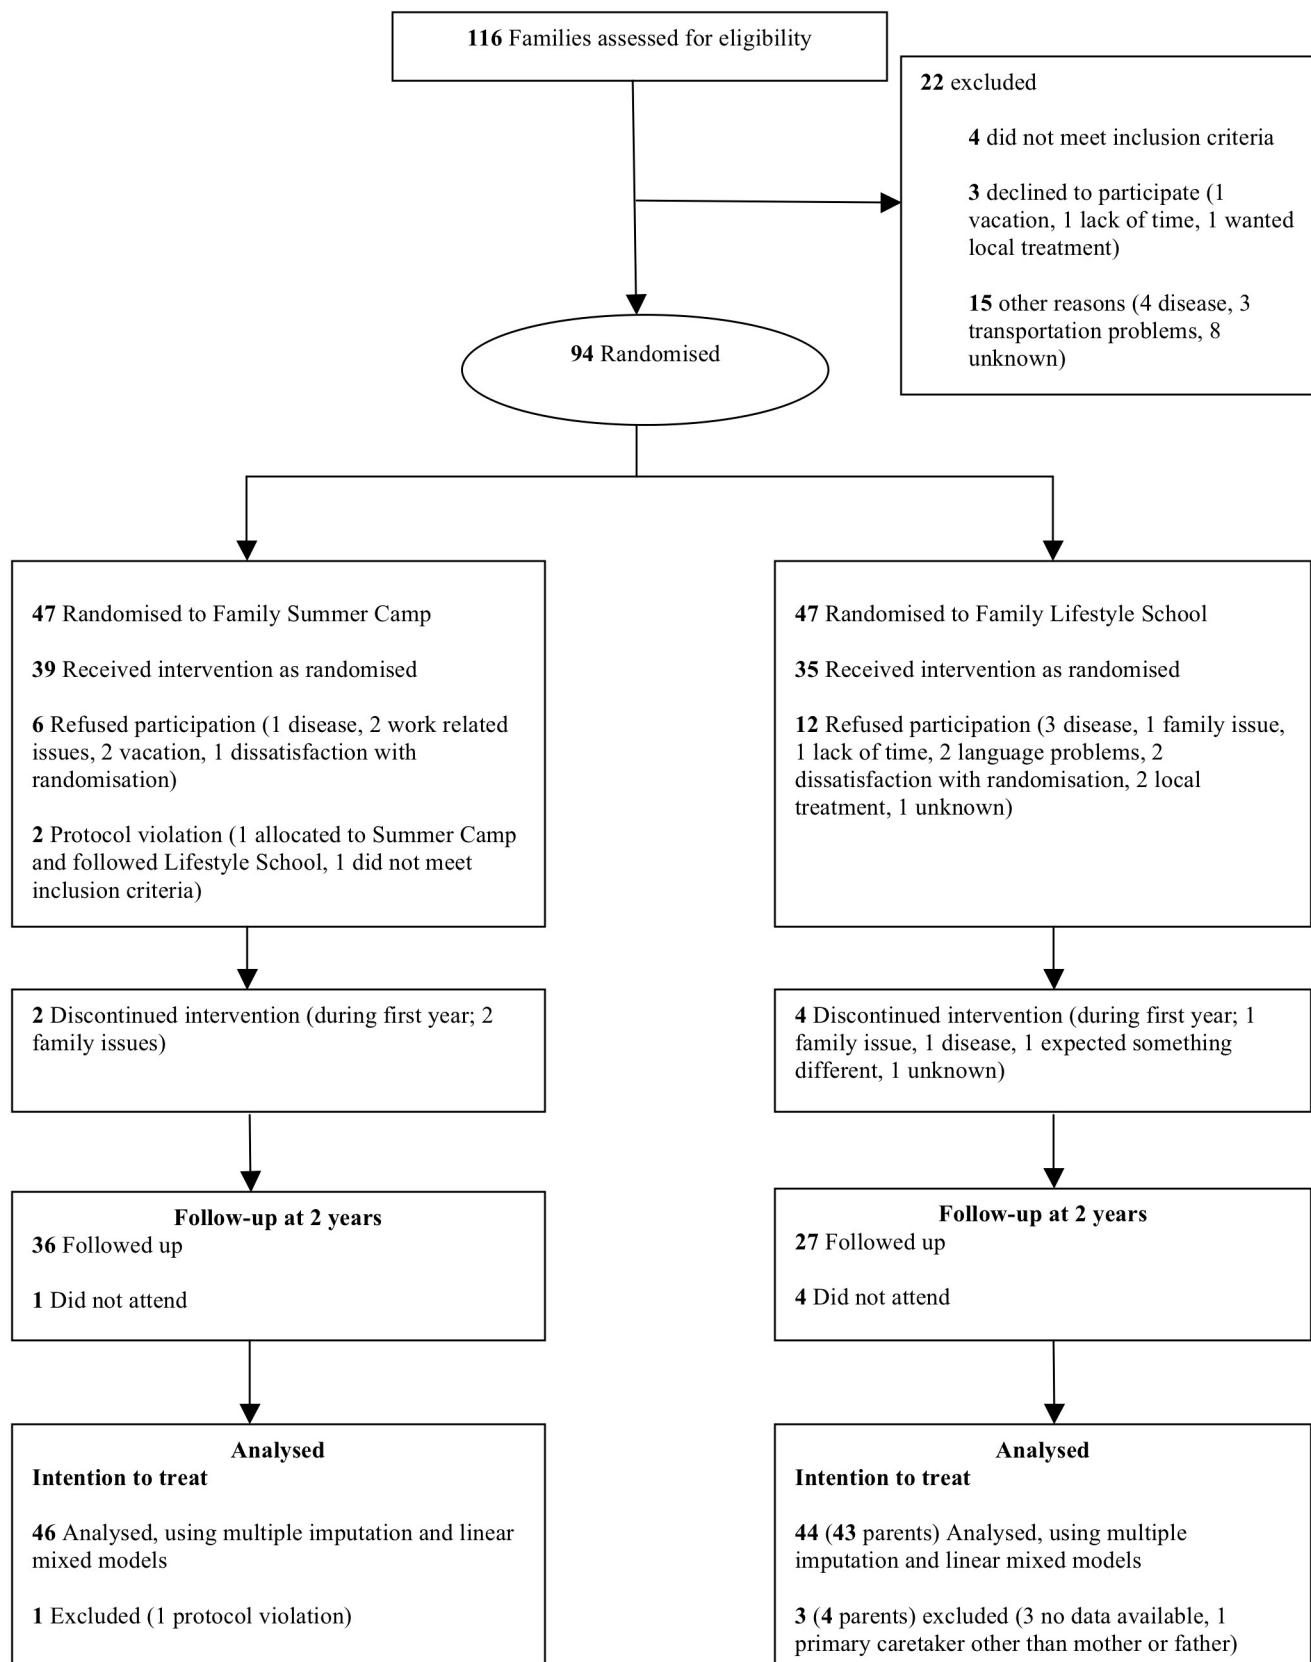 116 Families assessed for eligibility
22 excluded
4 did not meet inclusion criteria
3 declined to participate (1
vacation, 1 lack of time, 1 wanted
local treatment)
15 other reasons (4 disease, 3
transportation problems, 8
unknown)
94 Randomised
47 Randomised to Family Summer Camp
39 Received intervention as randomised
6 Refused participation (1 disease, 2 work related
issues, 2 vacation, 1 dissatisfaction with
randomisation)
2 Protocol violation (1 allocated to Summer Camp
and followed Lifestyle School, 1 did not meet
inclusion criteria)
47 Randomised to Family Lifestyle School
35 Received intervention as randomised
12 Refused participation (3 disease, 1 family issue,
1 lack of time, 2 language problems, 2
dissatisfaction with randomisation, 2 local
treatment, 1 unknown)
2 Discontinued intervention (during first year; 2
family issues)
4 Discontinued intervention (during first year; 1
family issue, 1 disease, 1 expected something
different, 1 unknown)
Follow-up at 2 years
36 Followed up
1 Did not attend
Follow-up at 2 years
27 Followed up
4 Did not attend
Analysed
Intention to treat
46 Analysed, using multiple imputation and linear
mixed models
1 Excluded (1 protocol violation)
Analysed
Intention to treat
44 (43 parents) Analysed, using multiple
imputation and linear mixed models
3 (4 parents) excluded (3 no data available, 1
primary caretaker other than mother or father)